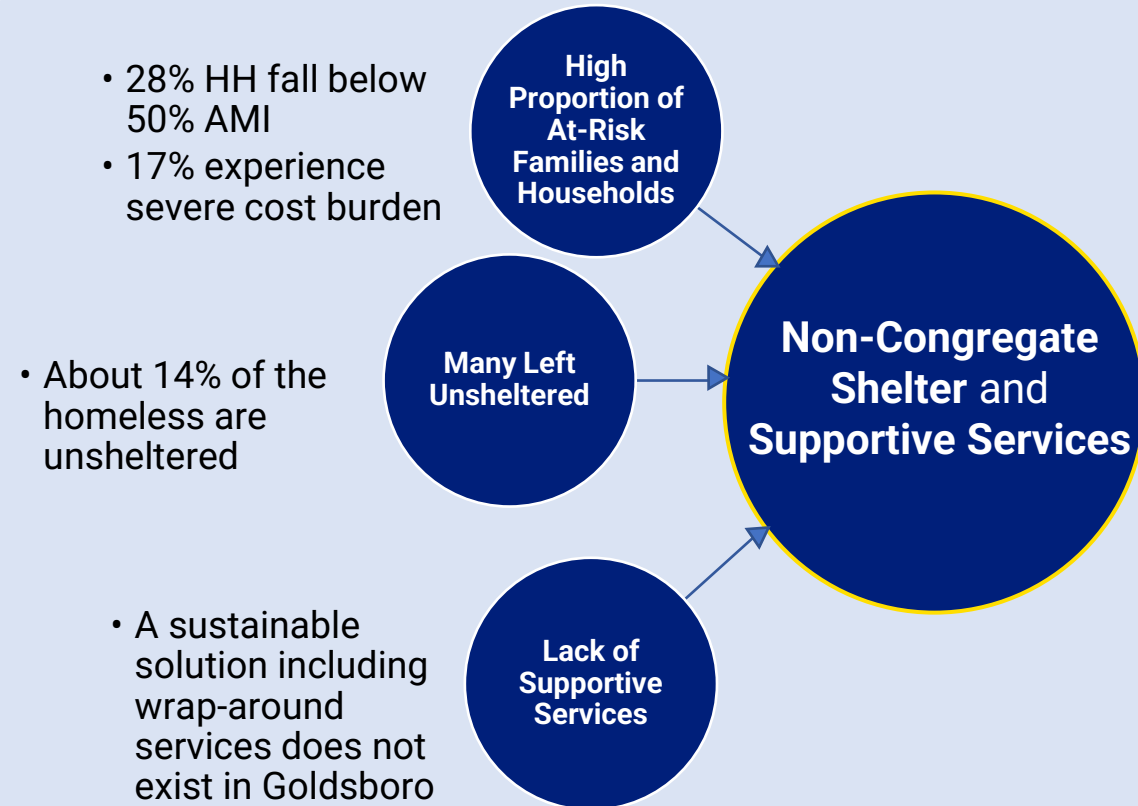 • 28% HH fall below
50% AMI
• 17% experience
severe cost burden
High
Proportion of
At-Risk
Families and
Households
• About 14% of the
homeless are
unsheltered
Many Left
Unsheltered
• A sustainable
solution including
wrap-around
services does not
exist in Goldsboro
Lack of
Supportive
Services
Non-Congregate
Shelter and
Supportive Services